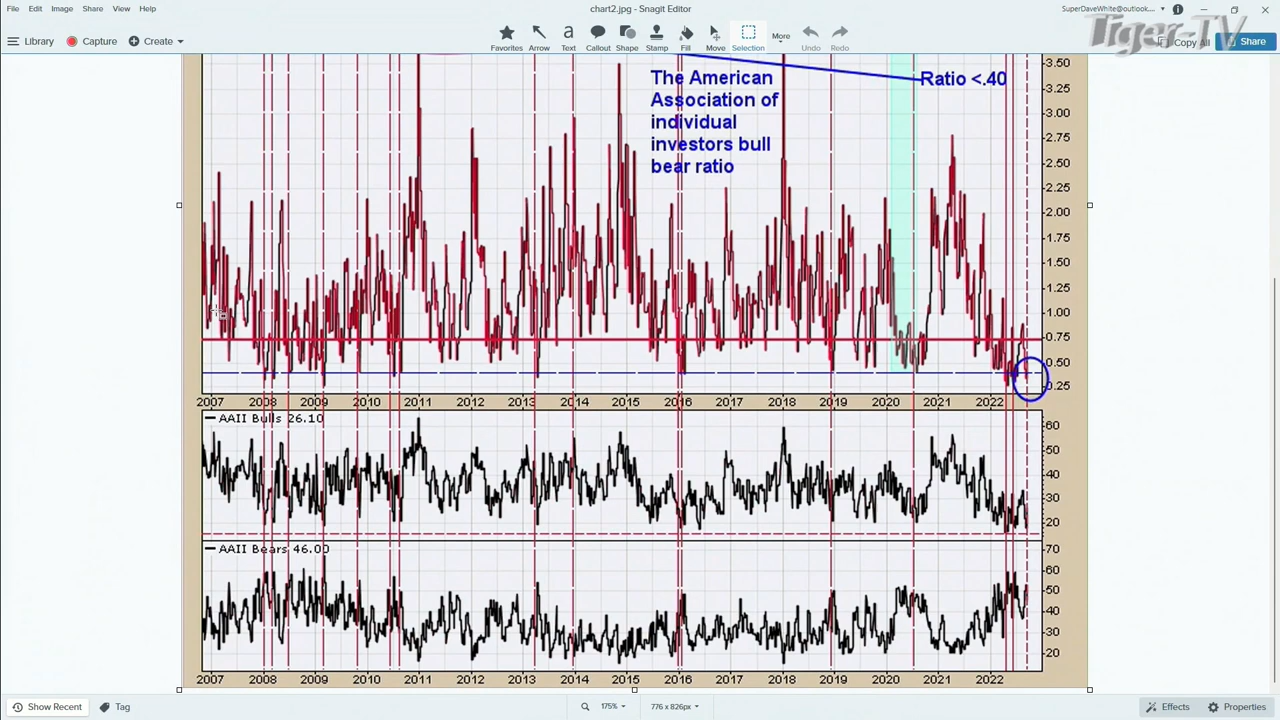 File Edit Image Share View Help
chart2.jpg - Snagit Editor
SuperDaveWhite@outlook....
Tiger-TV
Library Capture Create
Favorites Arrow Text Callout Shape Stamp Fill Move Selection More Undo Redo
Copy All Share
The American
Association of
individual
investors bull
bear ratio
Ratio <.40
3.50
3.25
3.00
2.75
2.50
2.25
2.00
1.75
1.50
1.25
1.00
0.75
0.50
0.25
2007 2008 2009 2010 2011 2012 2013 2014 2015 2016 2017 2018 2019 2020 2021 2022
AAII Bulls 26.10
60
50
40
30
20
AAII Bears 46.00
70
60
50
40
30
20
2007 2008 2009 2010 2011 2012 2013 2014 2015 2016 2017 2018 2019 2020 2021 2022
Show Recent Tag
175% 776 x 826px
Effects Properties